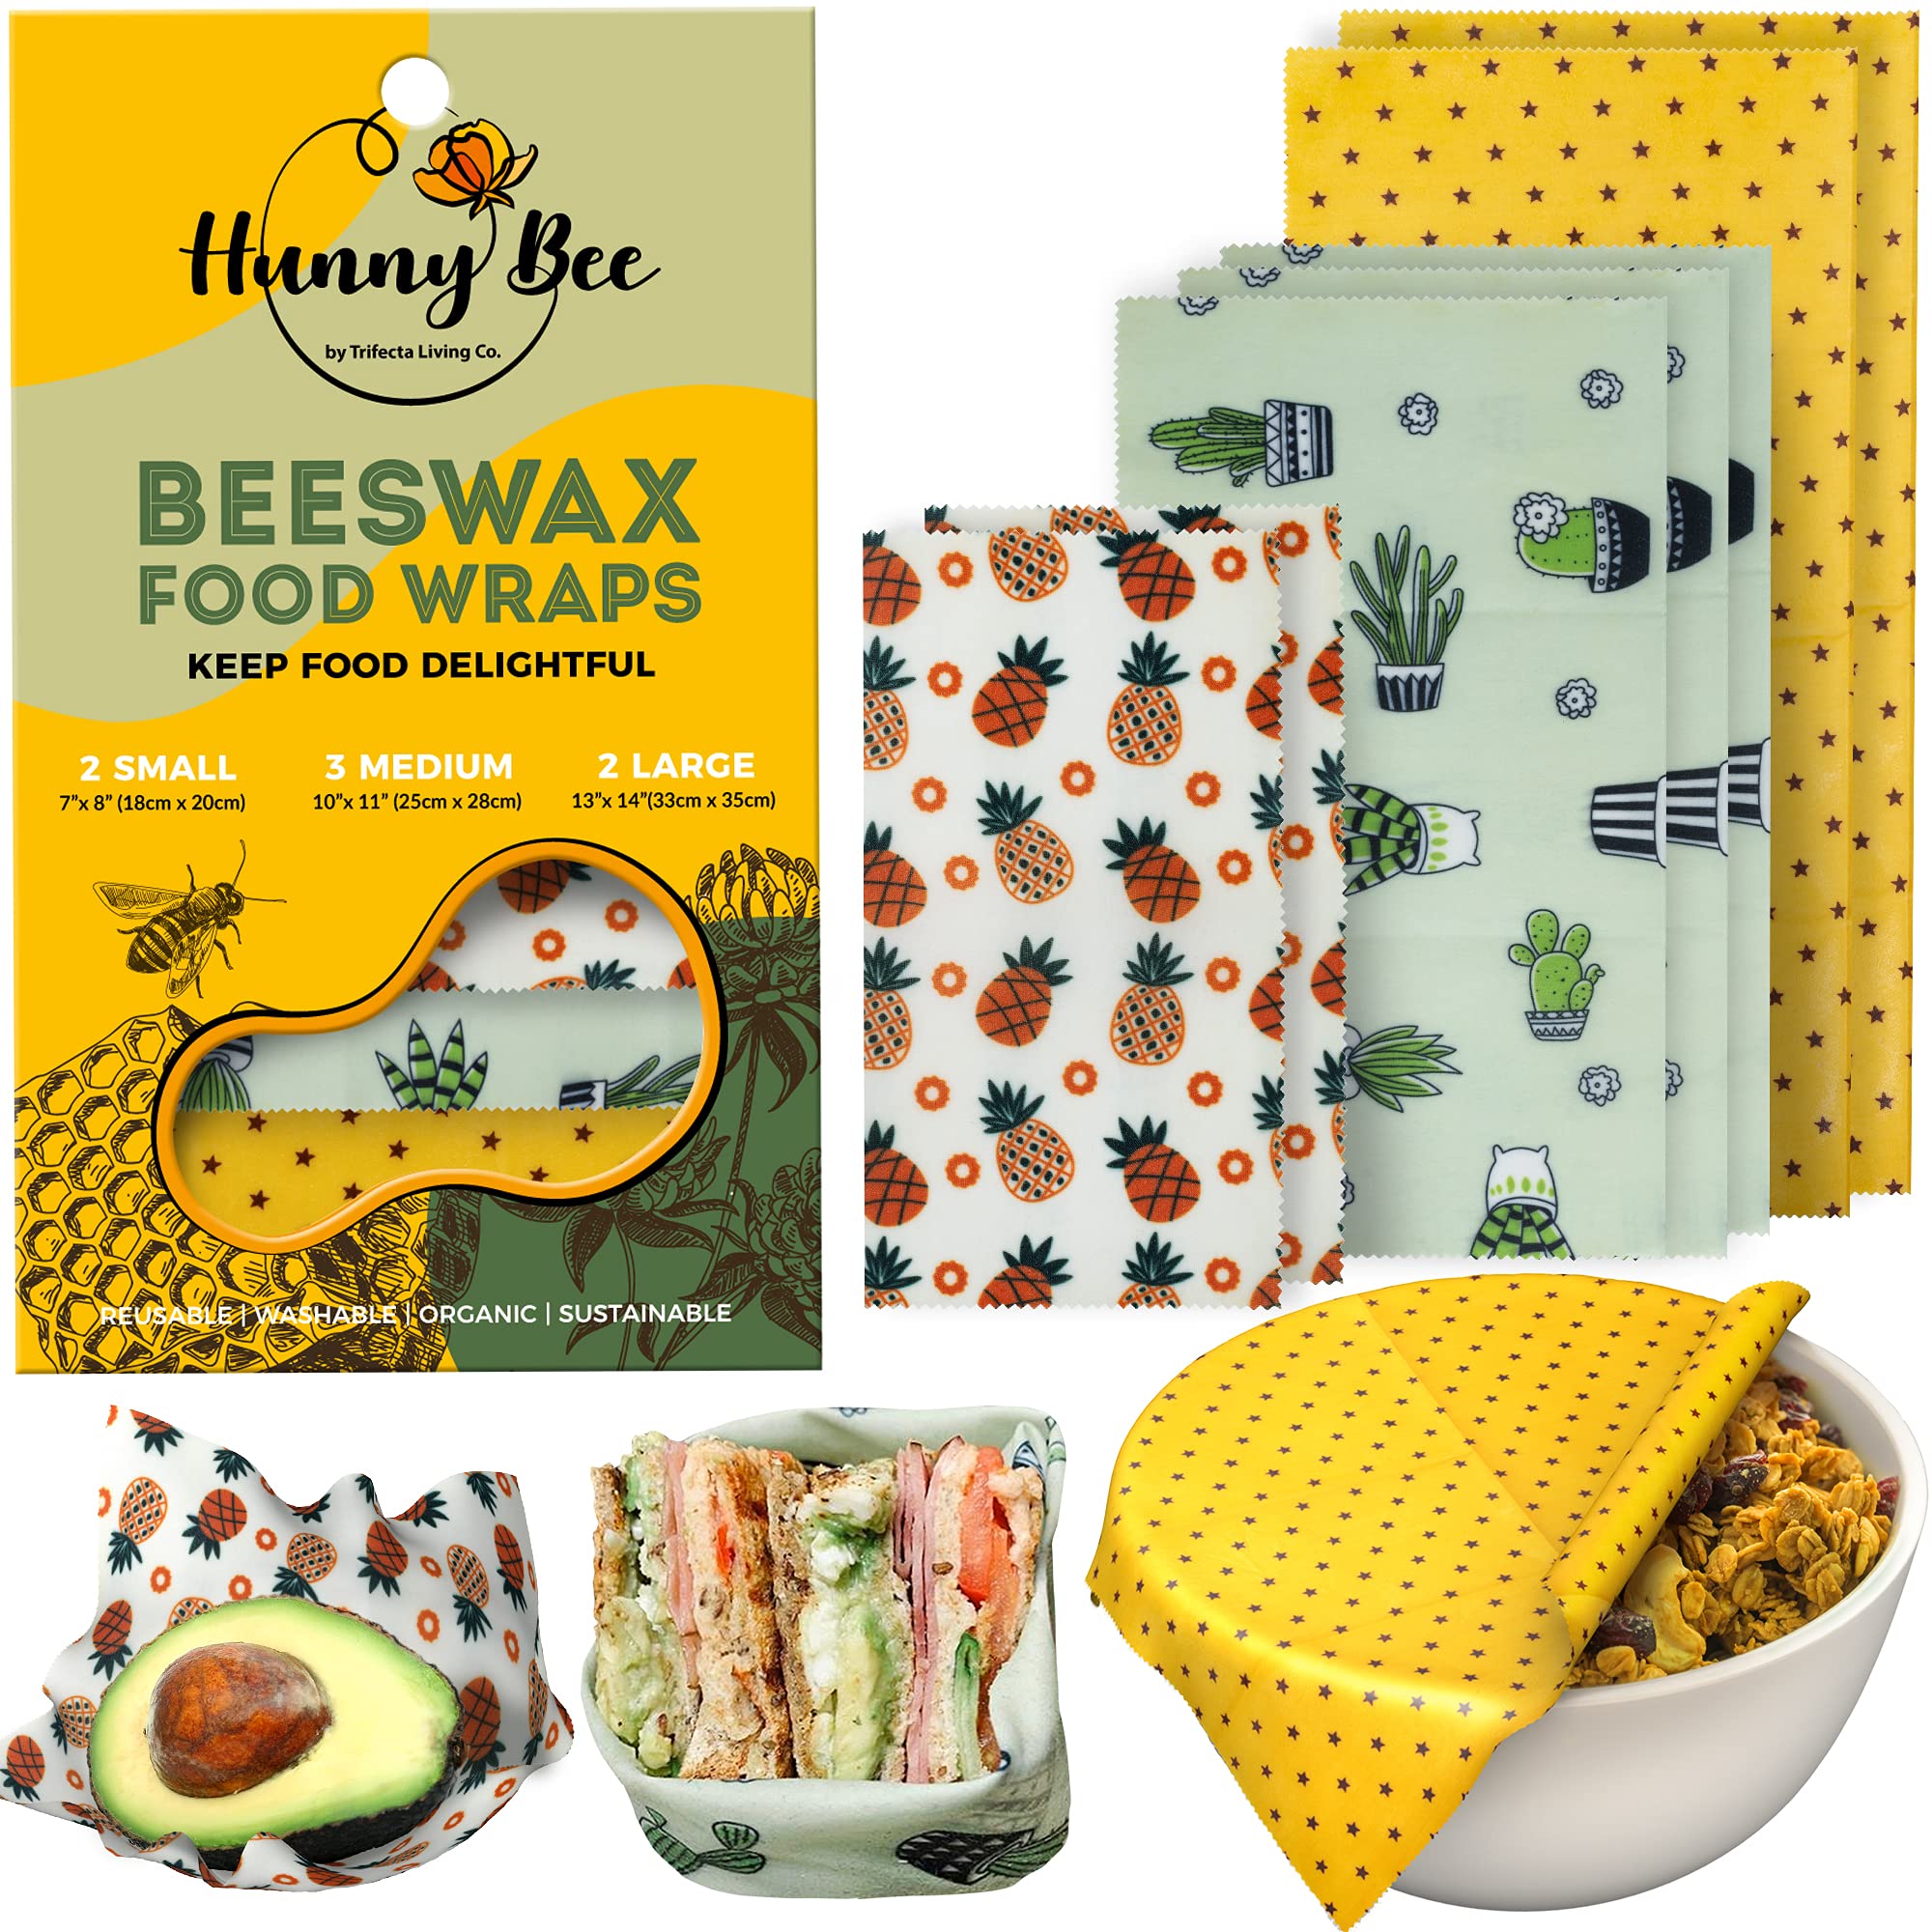 Hunny Bee
by Trifecta Living Co.
BEESWAX
FOOD WRAPS
KEEP FOOD DELIGHTFUL
2 SMALL 3 MEDIUM 2 LARGE
7”x 8” (18cm x 20cm) 10”x 11” (25cm x 28cm) 13”x 14”(33cm x 35cm)
REUSABLE | WASHABLE | ORGANIC | SUSTAINABLE